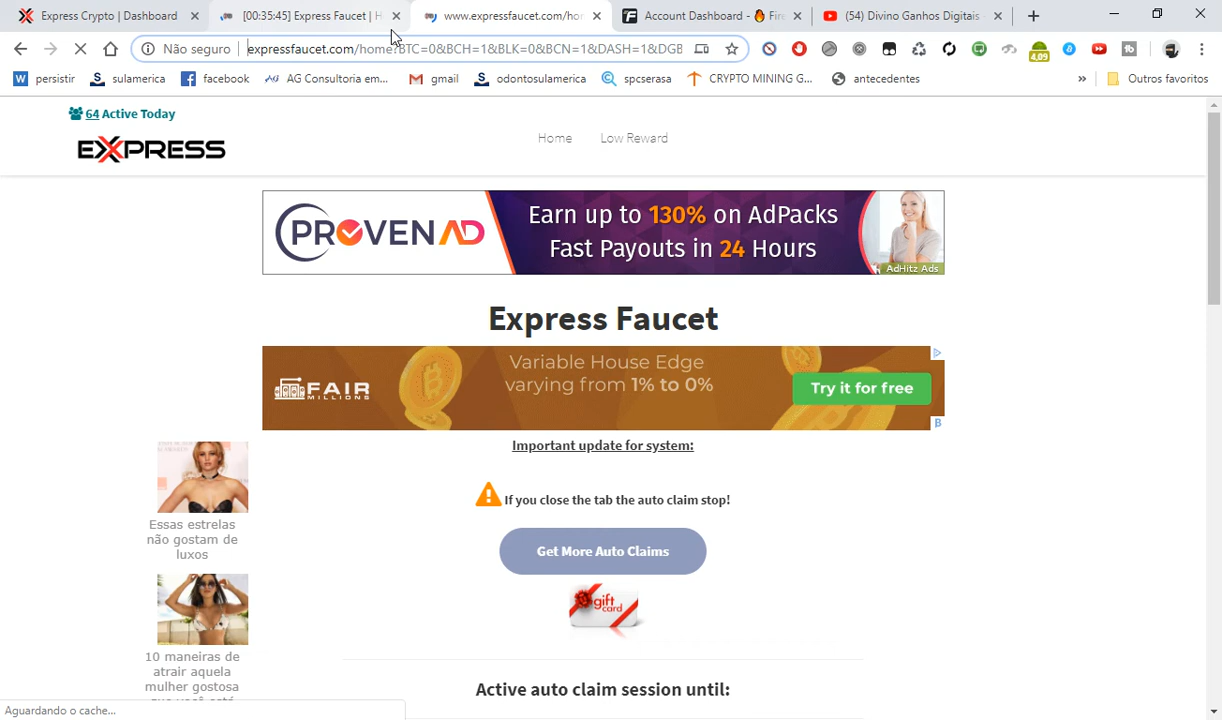 Express Crypto | Dashboard
[00:35:45] Express Faucet | H
www.expressfaucet.com/hor
Account Dashboard - 🔥 Fire
(54) Divino Ganhos Digitais -
Não seguro
expressfaucet.com/home?BTC=0&BCH=1&BLK=0&BCN=1&DASH=1&DGB
4,09
persistir
sulamerica
facebook
AG Consultoria em...
gmail
odontosulamerica
spcserasa
CRYPTO MINING G...
antecedentes
»
Outros favoritos
64 Active Today
EXPRESS
Home
Low Reward
PROVEN AD
Earn up to 130% on AdPacks
Fast Payouts in 24 Hours
AdHitz Ads
Express Faucet
FAIR
MILLIONS
Variable House Edge
varying from 1% to 0%
Try it for free
B
Important update for system:
If you close the tab the auto claim stop!
Get More Auto Claims
gift
card
Essas estrelas
não gostam de
luxos
10 maneiras de
atrair aquela
mulher gostosa
Active auto claim session until:
Aguardando o cache...